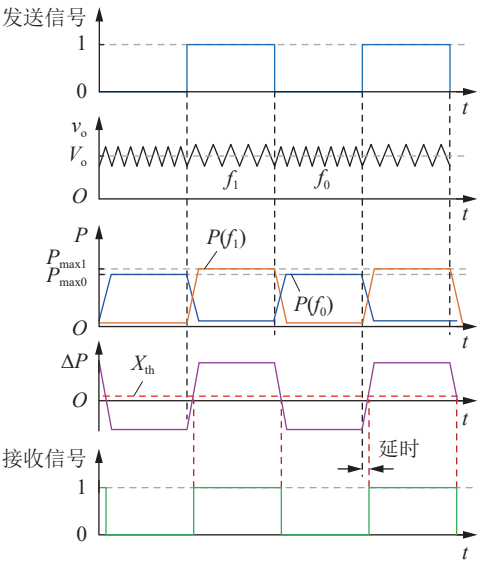 发送信号
1
0
t
vₒ
Vₒ
f₁
f₀
O
t
P
P(f₁)
Pmax1
Pmax0
P(f₀)
O
t
ΔP
Xth
O
t
接收信号
延时
1
0
t